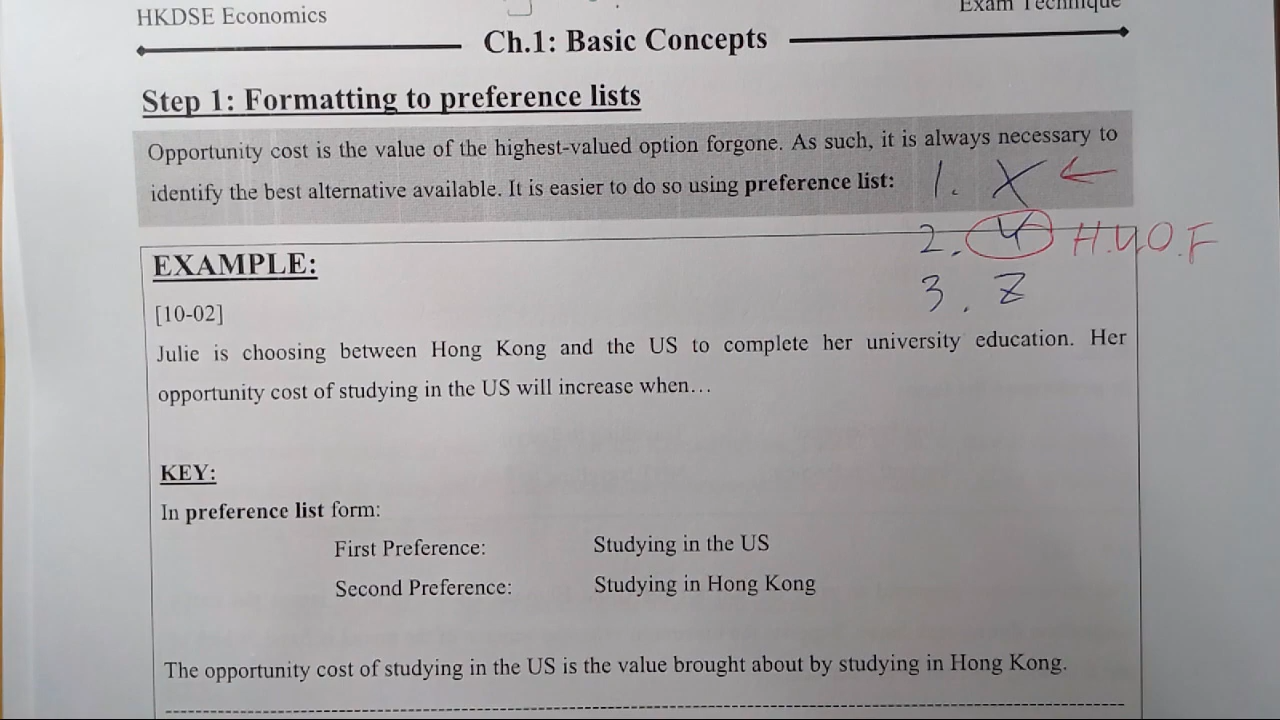 HKDSE Economics
Exam Technique
Ch.1: Basic Concepts
Step 1: Formatting to preference lists
Opportunity cost is the value of the highest-valued option forgone. As such, it is always necessary to
identify the best alternative available. It is easier to do so using preference list:
1. X
2. Y H.V.O.F
3. Z
EXAMPLE:
[10-02]
Julie is choosing between Hong Kong and the US to complete her university education. Her
opportunity cost of studying in the US will increase when…
KEY:
In preference list form:
First Preference: Studying in the US
Second Preference: Studying in Hong Kong
The opportunity cost of studying in the US is the value brought about by studying in Hong Kong.